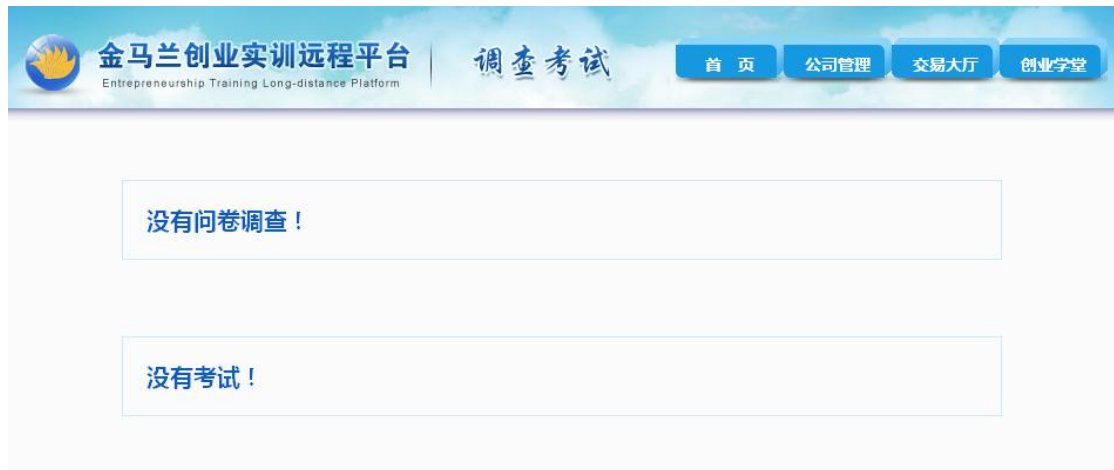 金马兰创业实训远程平台
Entrepreneurship Training Long-distance Platform
调查考试
首 页 公司管理 交易大厅 创业学堂
没有问卷调查！
没有考试！